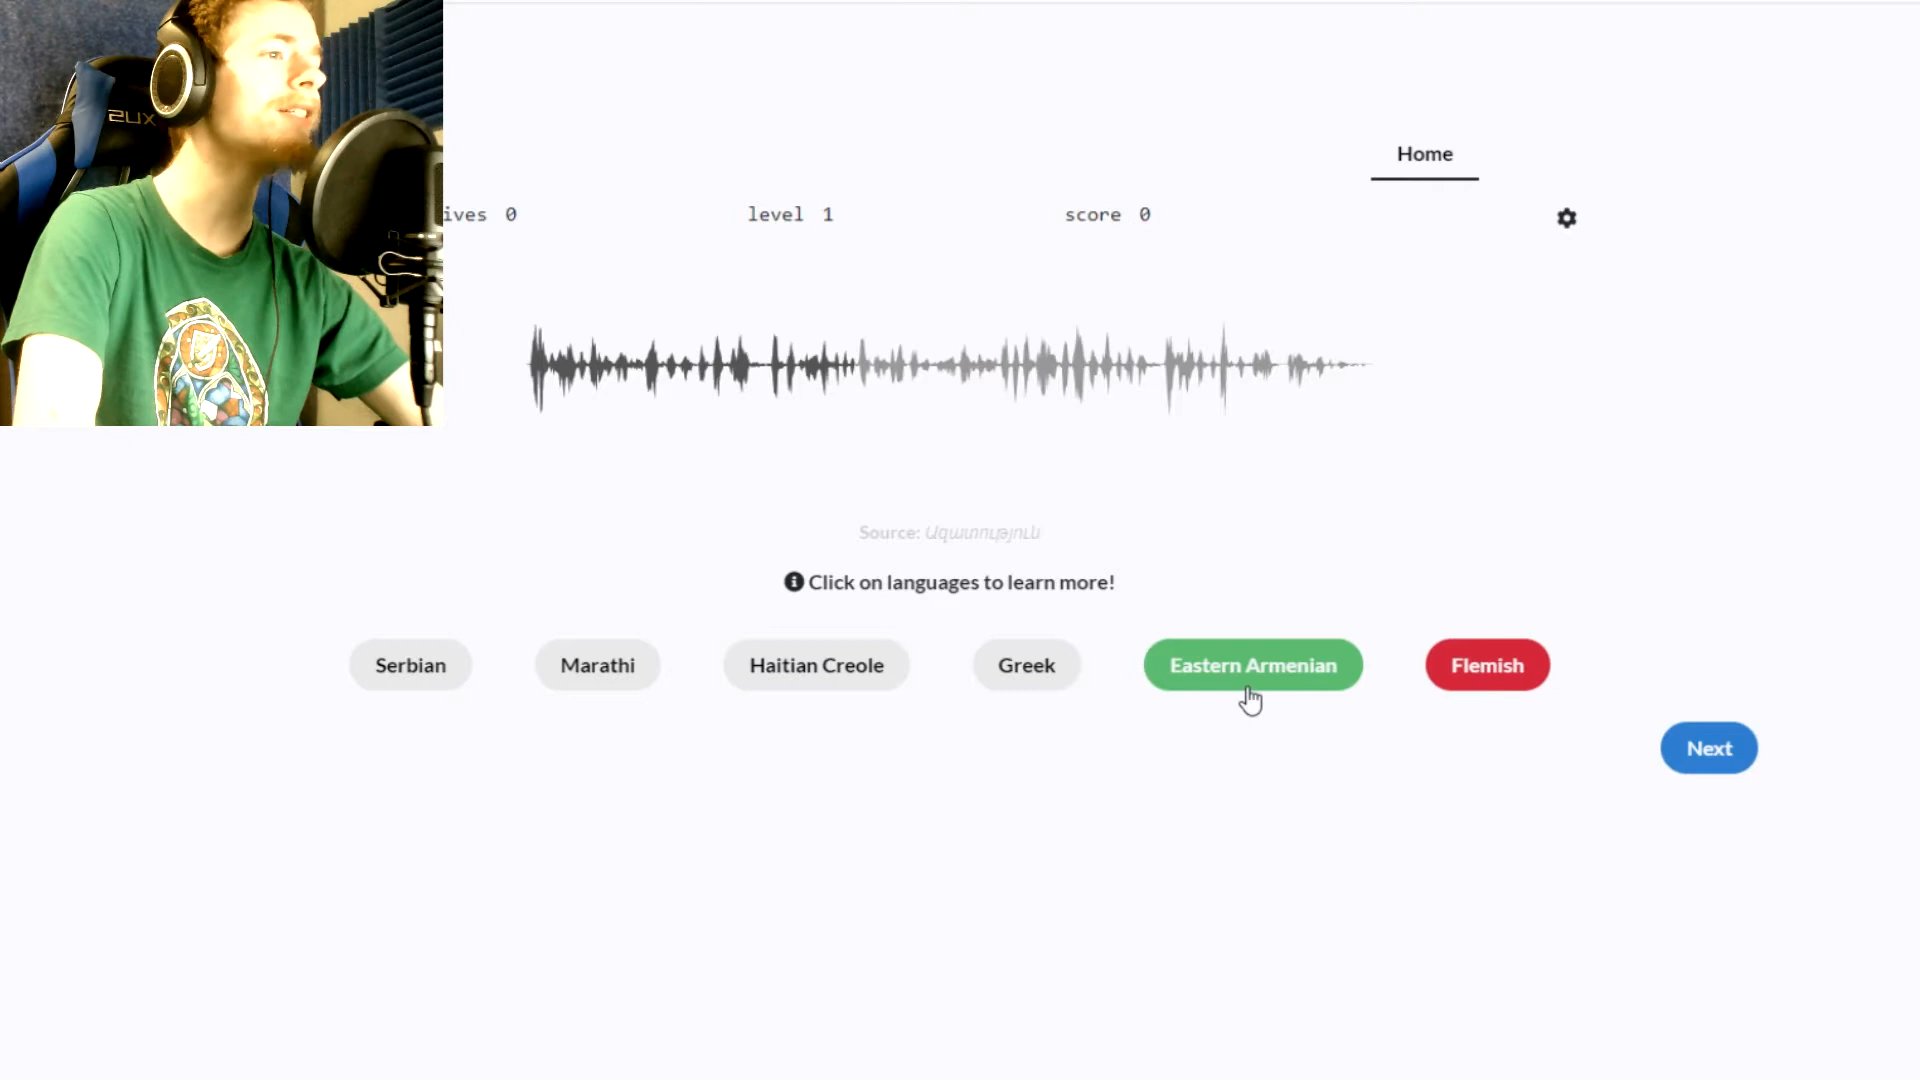 Home
ives 0
level 1
score 0
Source: Ազատություն
Click on languages to learn more!
Serbian
Marathi
Haitian Creole
Greek
Eastern Armenian
Flemish
Next